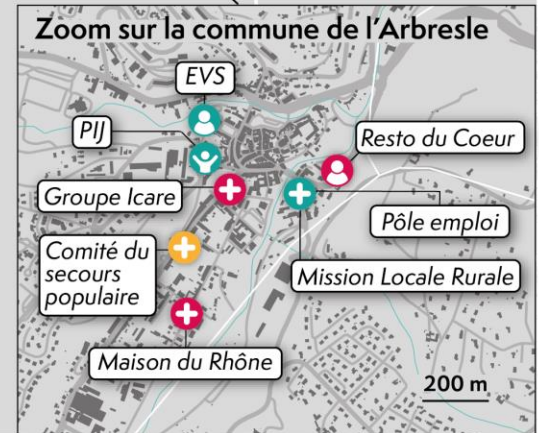 Zoom sur la commune de l'Arbresle
EVS
PIJ
Resto du Coeur
Groupe Icare
Pôle emploi
Comité du
secours
populaire
Mission Locale Rurale
Maison du Rhône
200 m